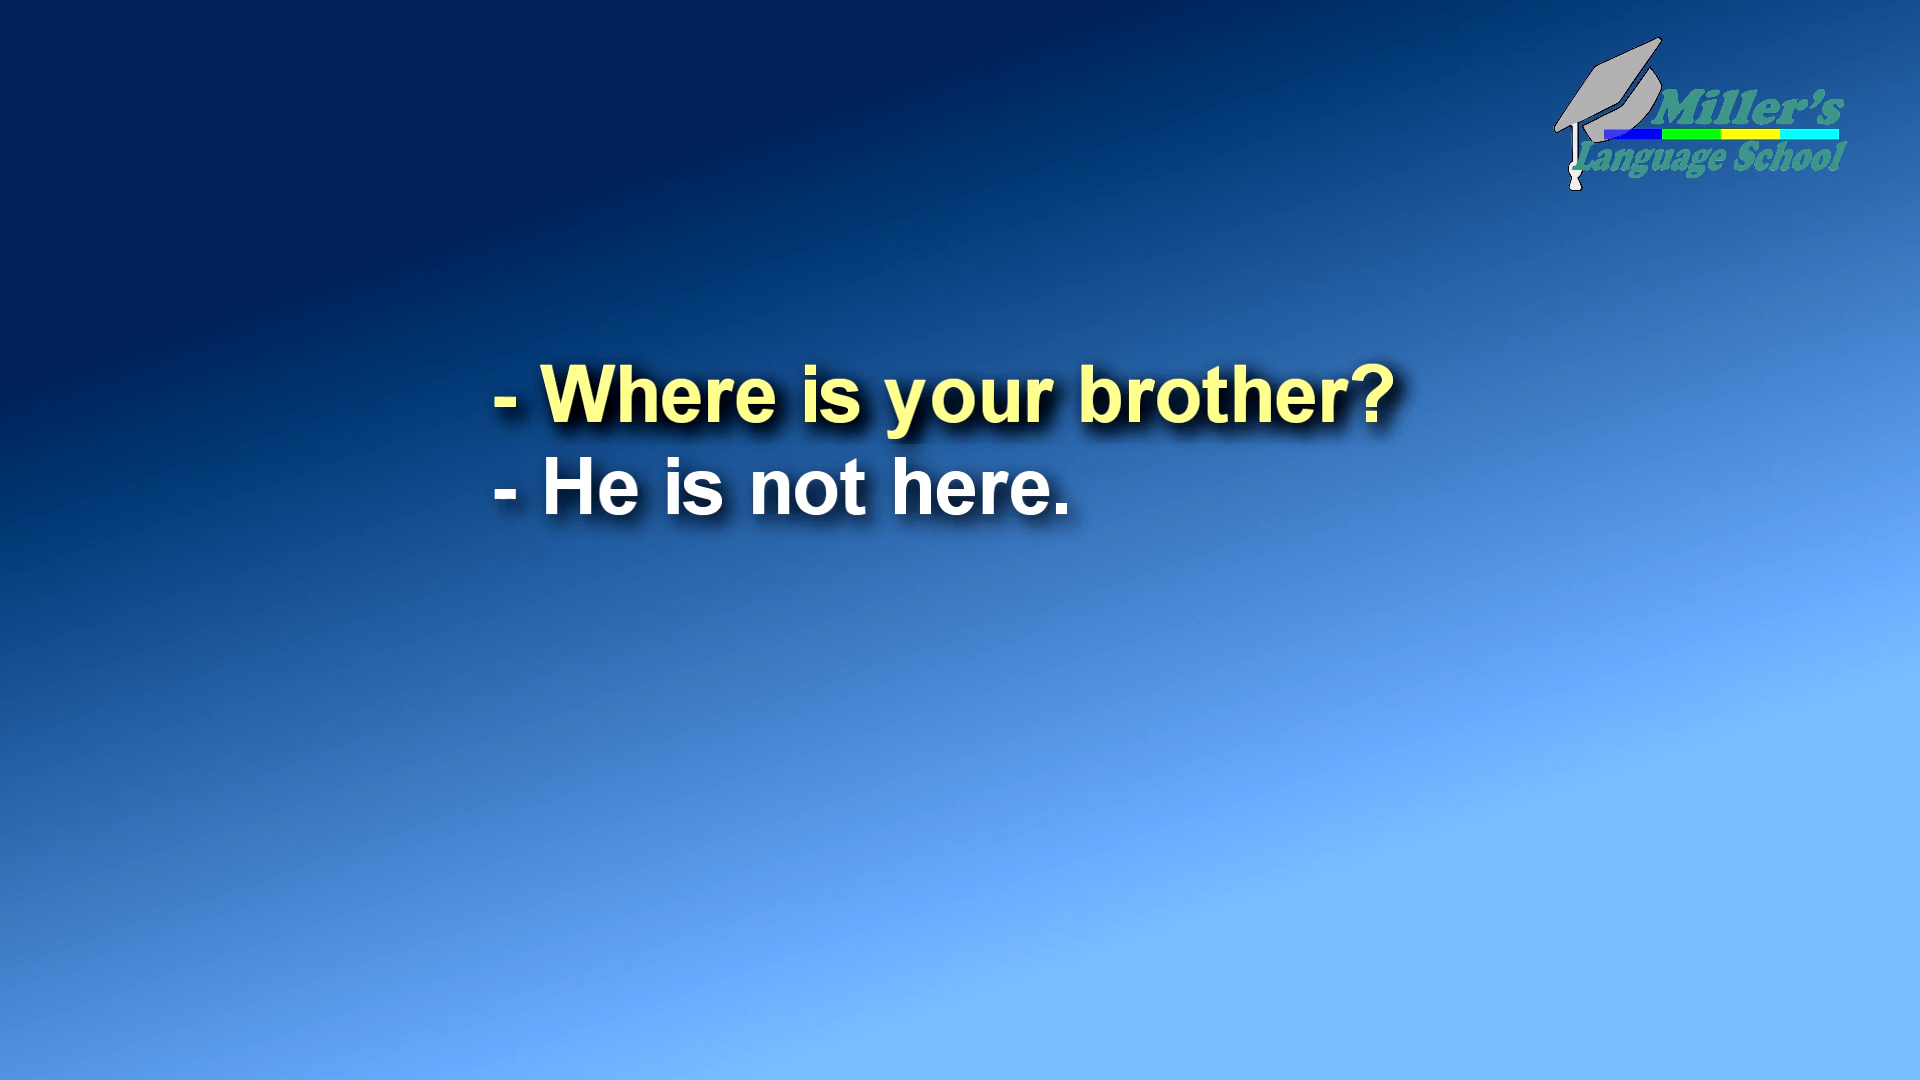 Miller's
Language School
- Where is your brother?
- He is not here.